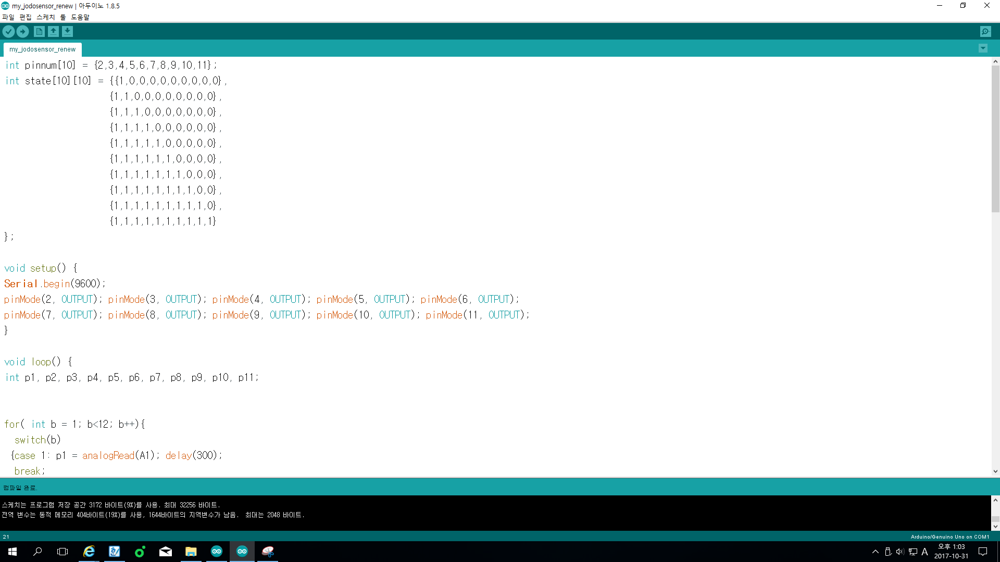 my_jodosensor_renew | 아두이노 1.8.5
파일 편집 스케치 툴 도움말
my_jodosensor_renew
int pinnum[10] = {2,3,4,5,6,7,8,9,10,11};
int state[10][10] = {{1,0,0,0,0,0,0,0,0,0},
{1,1,0,0,0,0,0,0,0,0},
{1,1,1,0,0,0,0,0,0,0},
{1,1,1,1,0,0,0,0,0,0},
{1,1,1,1,1,0,0,0,0,0},
{1,1,1,1,1,1,0,0,0,0},
{1,1,1,1,1,1,1,0,0,0},
{1,1,1,1,1,1,1,1,0,0},
{1,1,1,1,1,1,1,1,1,0},
{1,1,1,1,1,1,1,1,1,1}
};
void setup() {
Serial.begin(9600);
pinMode(2, OUTPUT); pinMode(3, OUTPUT); pinMode(4, OUTPUT); pinMode(5, OUTPUT); pinMode(6, OUTPUT);
pinMode(7, OUTPUT); pinMode(8, OUTPUT); pinMode(9, OUTPUT); pinMode(10, OUTPUT); pinMode(11, OUTPUT);
}
void loop() {
int p1, p2, p3, p4, p5, p6, p7, p8, p9, p10, p11;
for( int b = 1; b<12; b++){
switch(b)
{case 1: p1 = analogRead(A1); delay(300);
break;
컴파일 완료.
스케치는 프로그램 저장 공간 3172 바이트(9%)를 사용. 최대 32256 바이트.
전역 변수는 동적 메모리 404바이트(19%)를 사용, 1644바이트의 지역변수가 남음. 최대는 2048 바이트.
21
Arduino/Genuino Uno on COM1
A
오후 1:03
2017-10-31